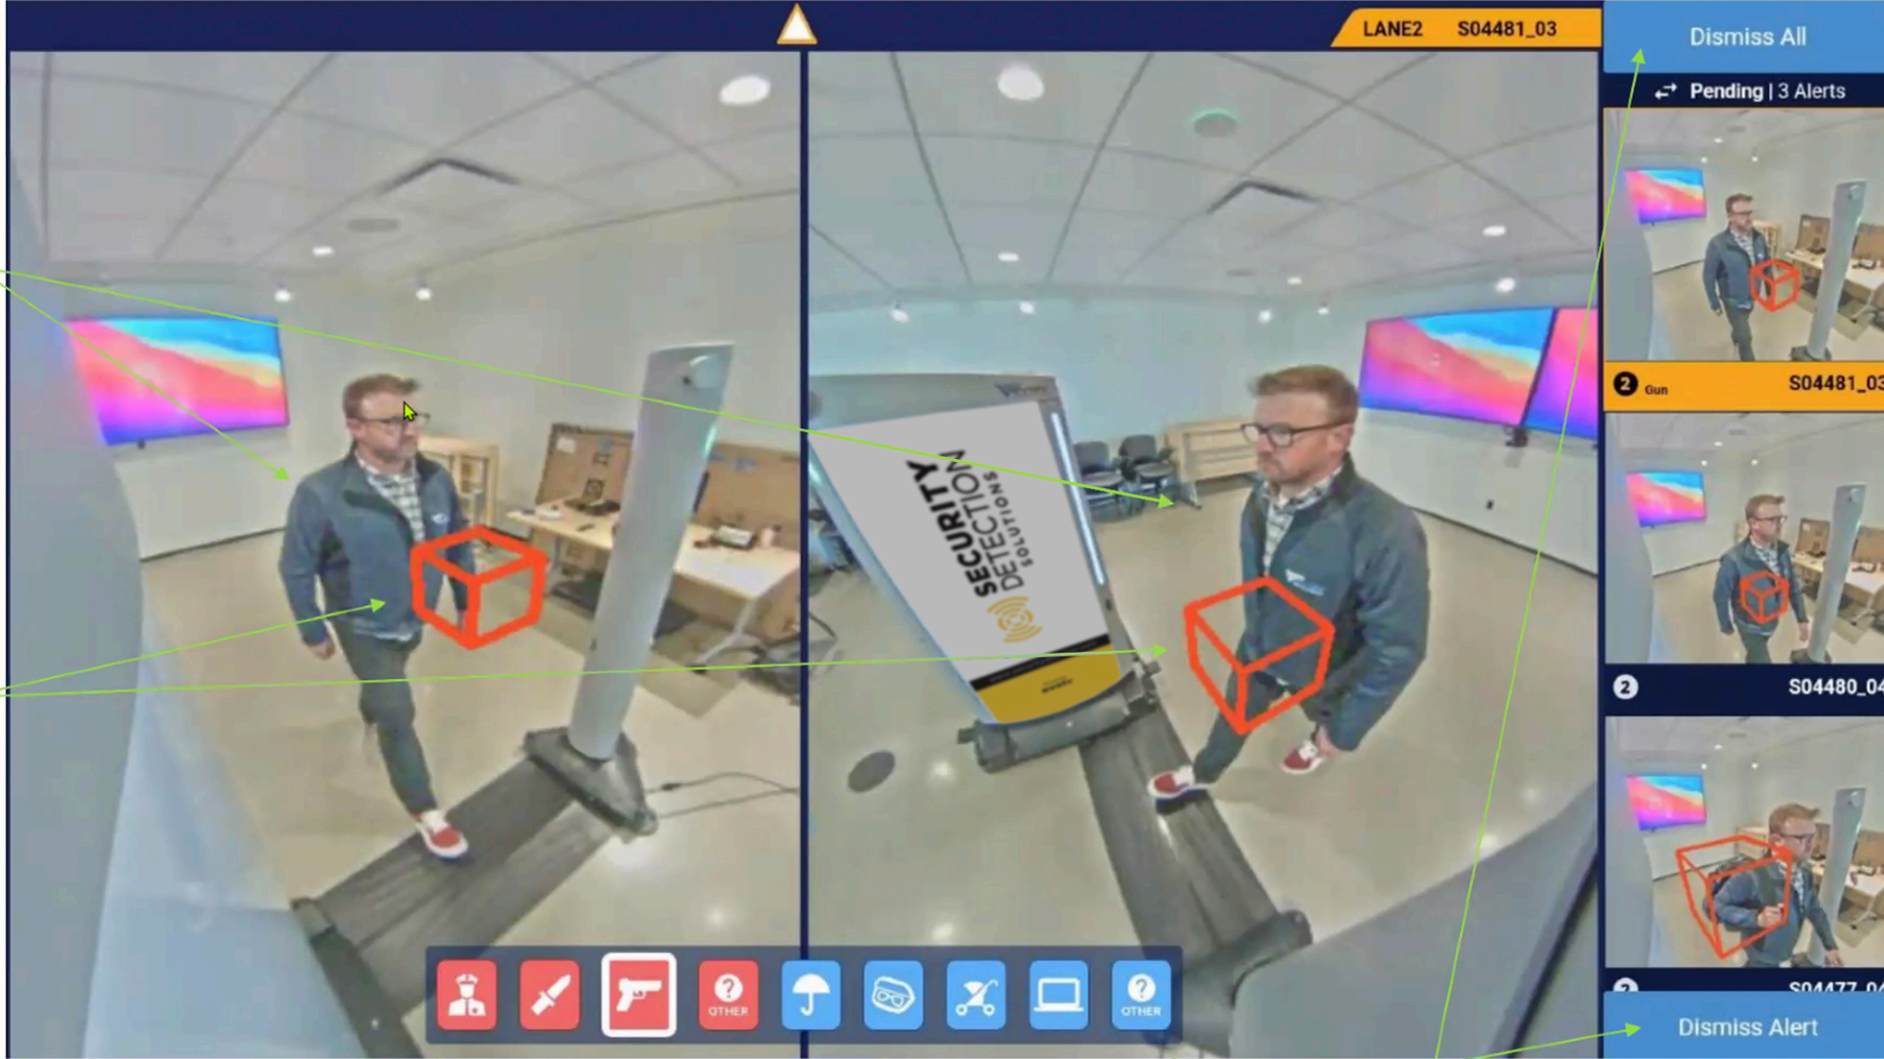 LANE2 S04481_03
Dismiss All
Pending | 3 Alerts
2 Gun S04481_03
2 S04480_04
S04477_04
SECURITY
DETECTION
SOLUTIONS
OTHER
OTHER
Dismiss Alert